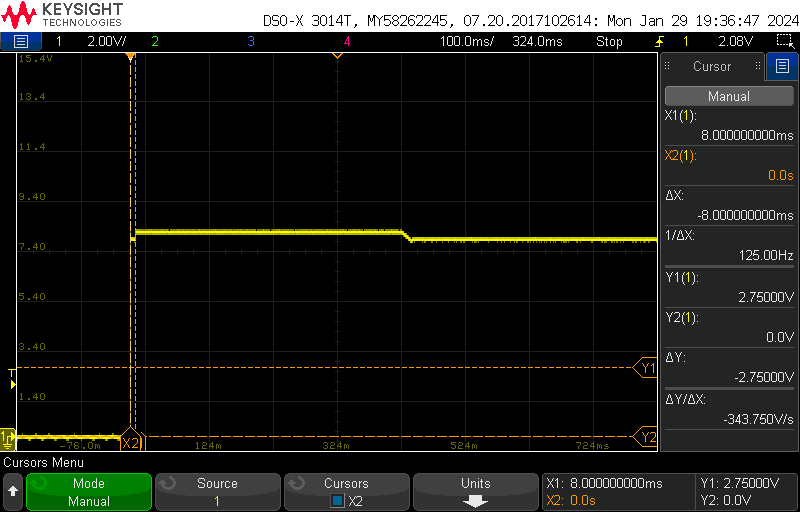 KEYSIGHT
TECHNOLOGIES
DSO-X 3014T, MY58262245, 07.20.2017102614: Mon Jan 29 19:36:47 2024
1 2.00V/ 2 3 4 100.0ms/ 324.0ms Stop 1 2.08V
15.4V
13.4
11.4
9.40
7.40
5.40
3.40
1.40
T
1
-76.0m 124m 324m 524m 724ms
X2
Y1
Y2
Cursor
Manual
X1(1):
8.000000000ms
X2(1):
0.0s
ΔX:
-8.000000000ms
1/ΔX:
125.00Hz
Y1(1):
2.75000V
Y2(1):
0.0V
ΔY:
-2.75000V
ΔY/ΔX:
-343.750V/s
Cursors Menu
Mode
Manual
Source
1
Cursors
X2
Units
X1: 8.000000000ms
X2: 0.0s
Y1: 2.75000V
Y2: 0.0V